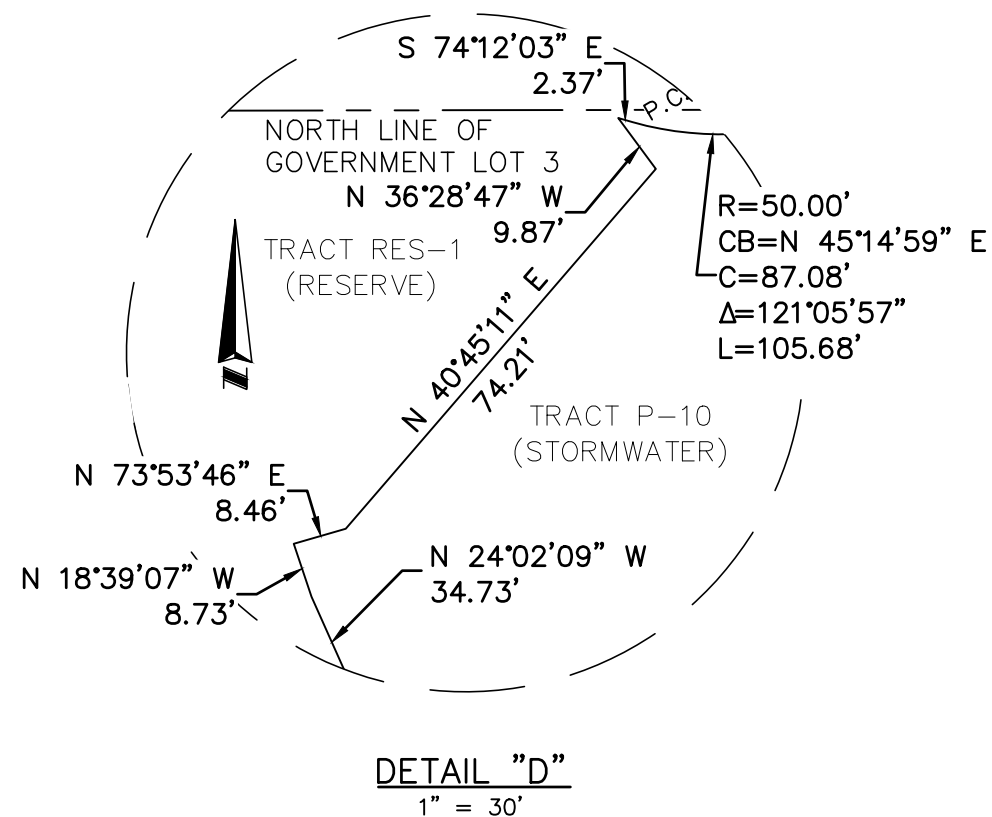 S 74°12'03" E
2.37'
P.C.
NORTH LINE OF
GOVERNMENT LOT 3
N 36°28'47" W
9.87'
TRACT RES-1
(RESERVE)
R=50.00'
CB=N 45°14'59" E
C=87.08'
Δ=121°05'57"
L=105.68'
N
N 40°45'11" E
74.21'
TRACT P-10
(STORMWATER)
N 73°53'46" E
8.46'
N 18°39'07" W
8.73'
N 24°02'09" W
34.73'
DETAIL "D"
1" = 30'